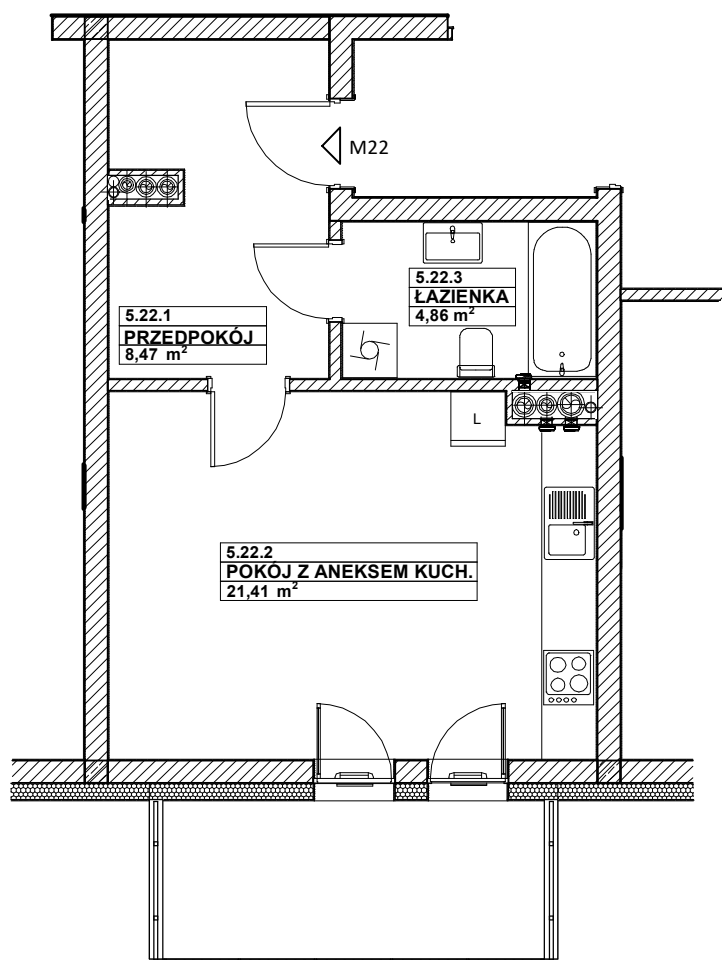 M22
5.22.3
ŁAZIENKA
4,86 m²
5.22.1
PRZEDPOKÓJ
8,47 m²
L
5.22.2
POKÓJ Z ANEKSEM KUCH.
21,41 m²